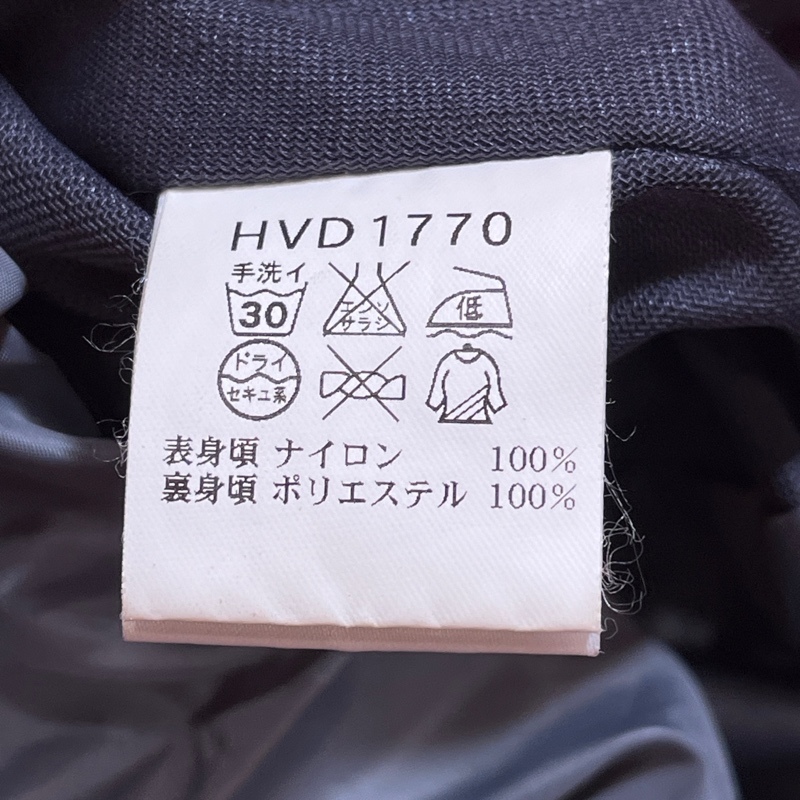 HVD1770
手洗イ
30
エンソ
サラシ
低
ドライ
セキユ系
表身頃 ナイロン 100%
裏身頃 ポリエステル 100%